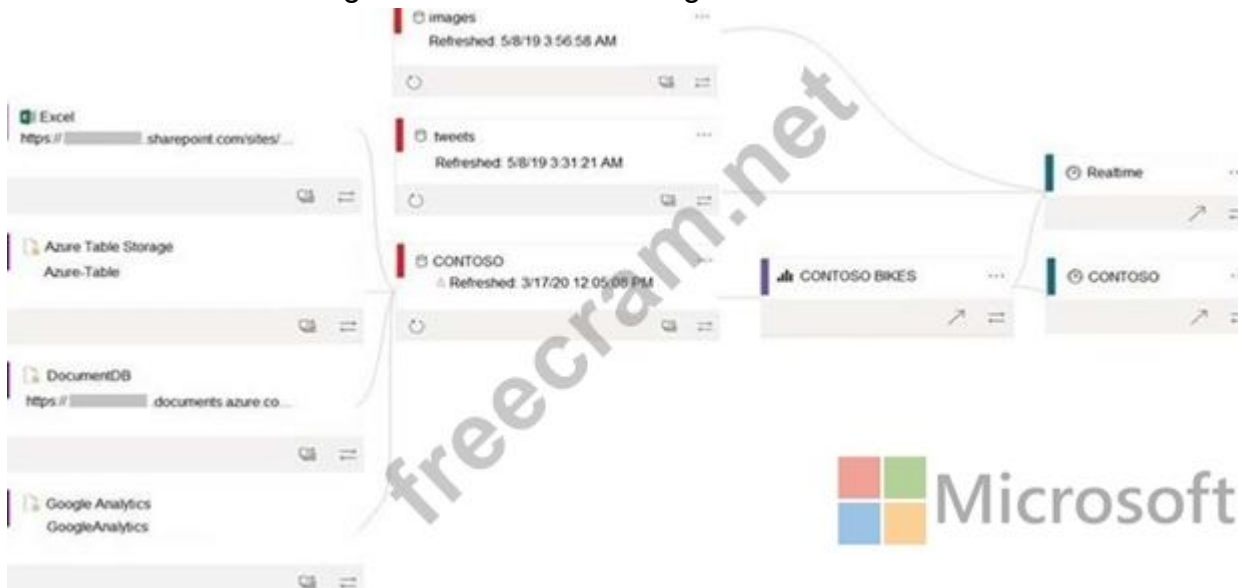 images
Refreshed: 5/8/19 3:56:58 AM
Excel
https:// .sharepoint.com/sites/...
tweets
Refreshed: 5/8/19 3:31:21 AM
Realtime
Azure Table Storage
Azure-Table
CONTOSO
Refreshed: 3/17/20 12:05:08 PM
CONTOSO BIKES
CONTOSO
DocumentDB
https:// .documents.azure.co...
Google Analytics
GoogleAnalytics
freecram.net
Microsoft